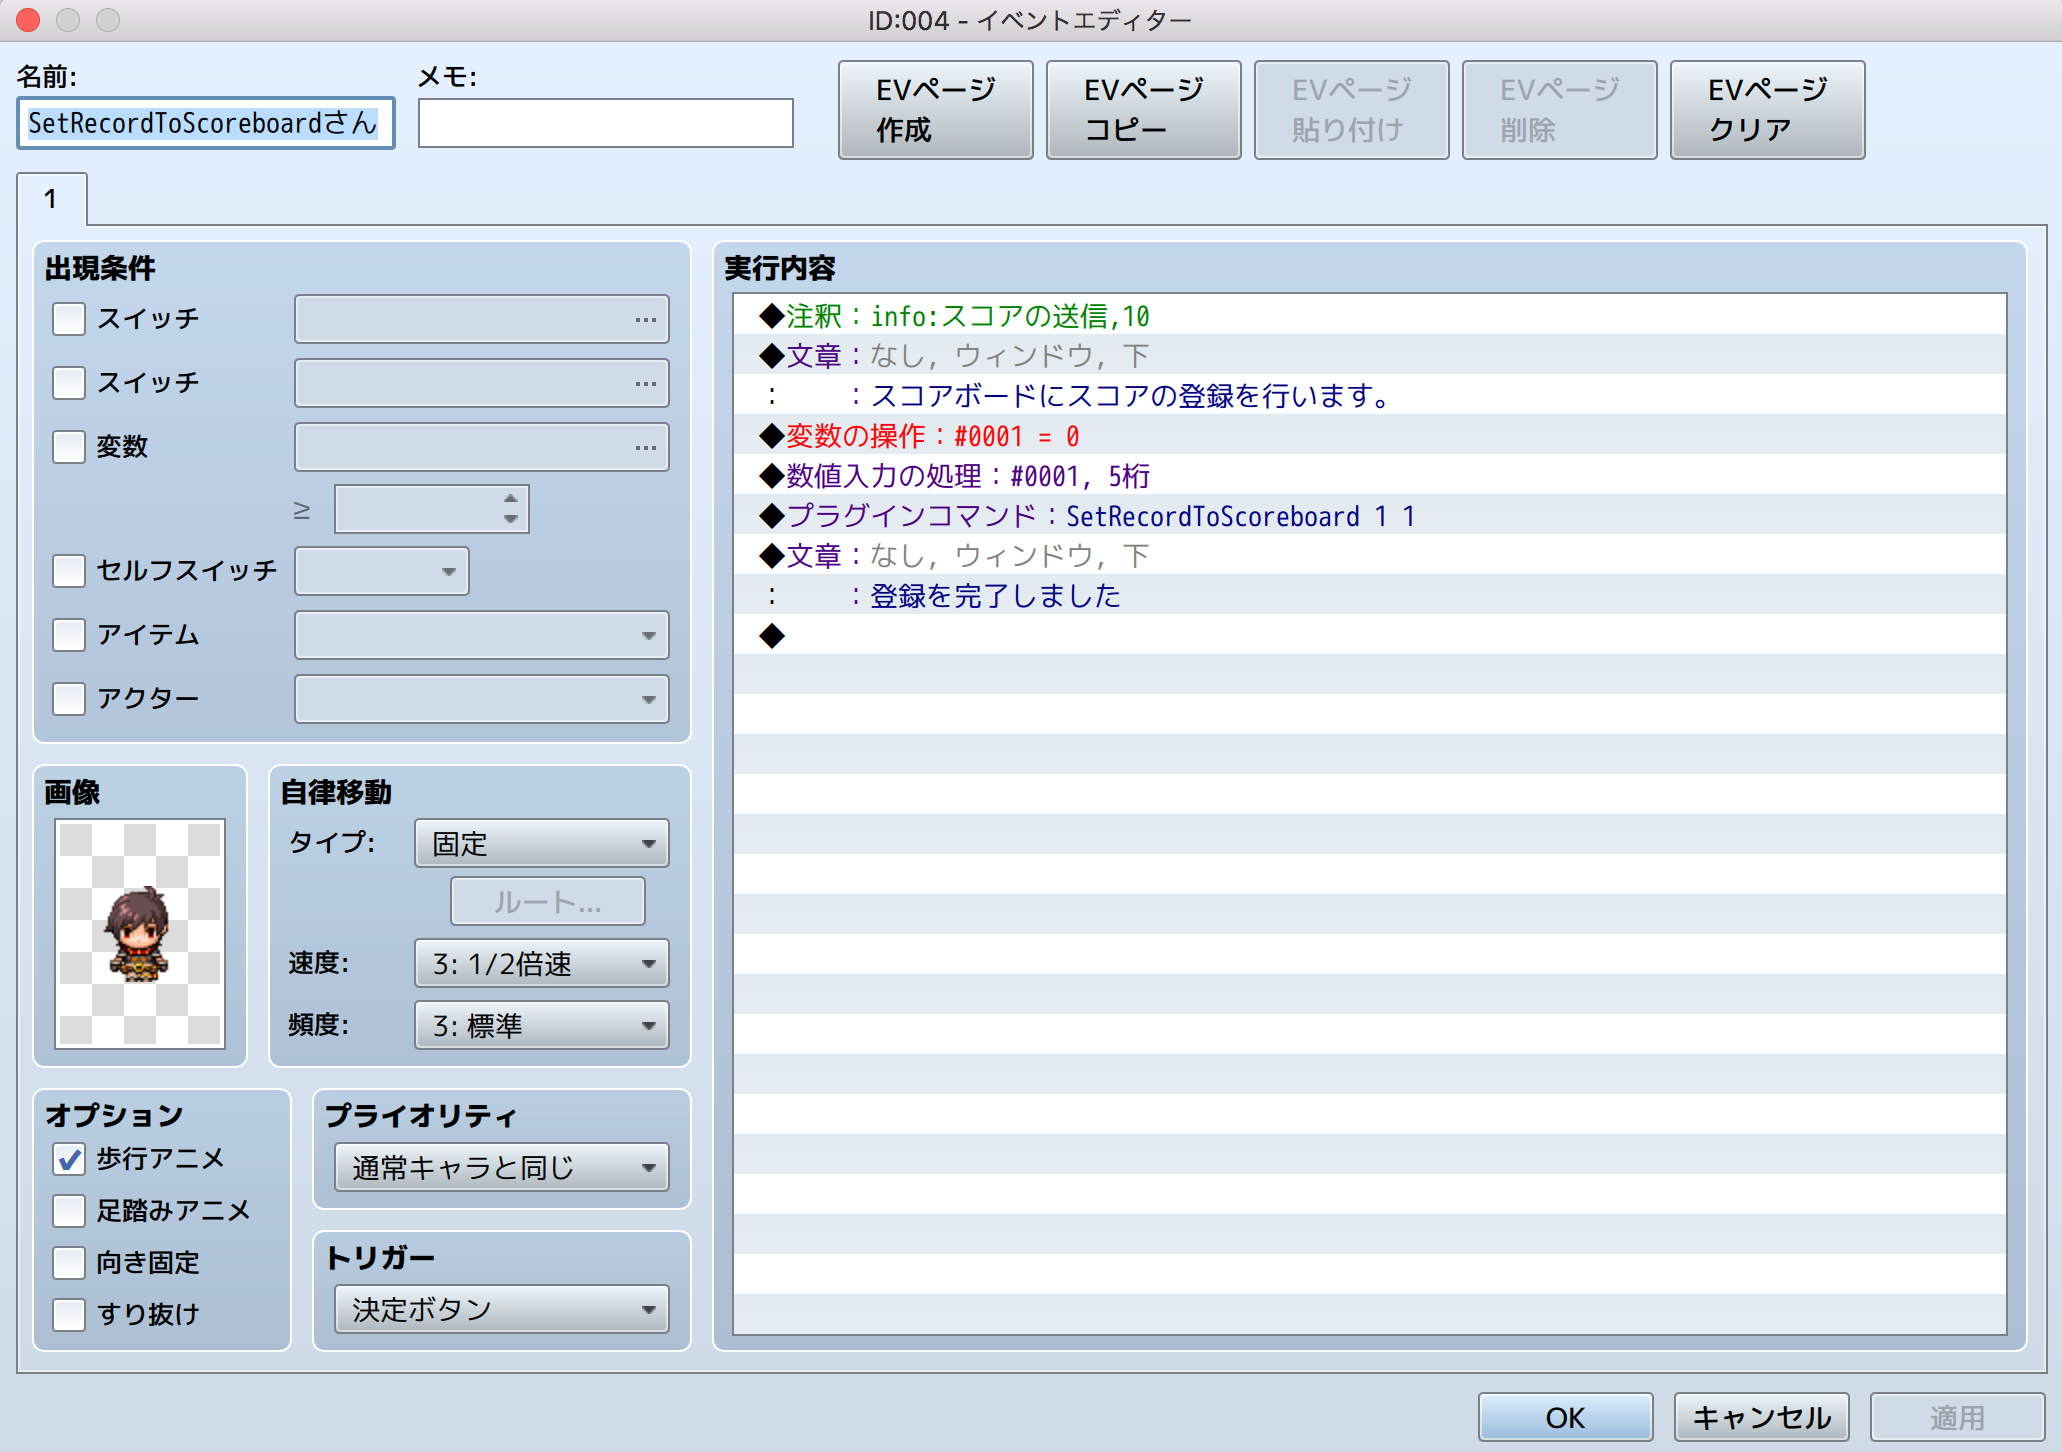 ID:004 - イベントエディター
名前:
メモ:
SetRecordToScoreboardさん
EVページ
作成
EVページ
コピー
EVページ
貼り付け
EVページ
削除
EVページ
クリア
1
出現条件
スイッチ
...
スイッチ
...
変数
...
≥
セルフスイッチ
アイテム
アクター
画像
自律移動
タイプ:
固定
ルート...
速度:
3: 1/2倍速
頻度:
3: 標準
オプション
歩行アニメ
足踏みアニメ
向き固定
すり抜け
プライオリティ
通常キャラと同じ
トリガー
決定ボタン
実行内容
◆注釈：info:スコアの送信,10
◆文章：なし, ウィンドウ, 下
：　　：スコアボードにスコアの登録を行います。
◆変数の操作：#0001 = 0
◆数値入力の処理：#0001, 5桁
◆プラグインコマンド：SetRecordToScoreboard 1 1
◆文章：なし, ウィンドウ, 下
：　　：登録を完了しました
◆
OK
キャンセル
適用